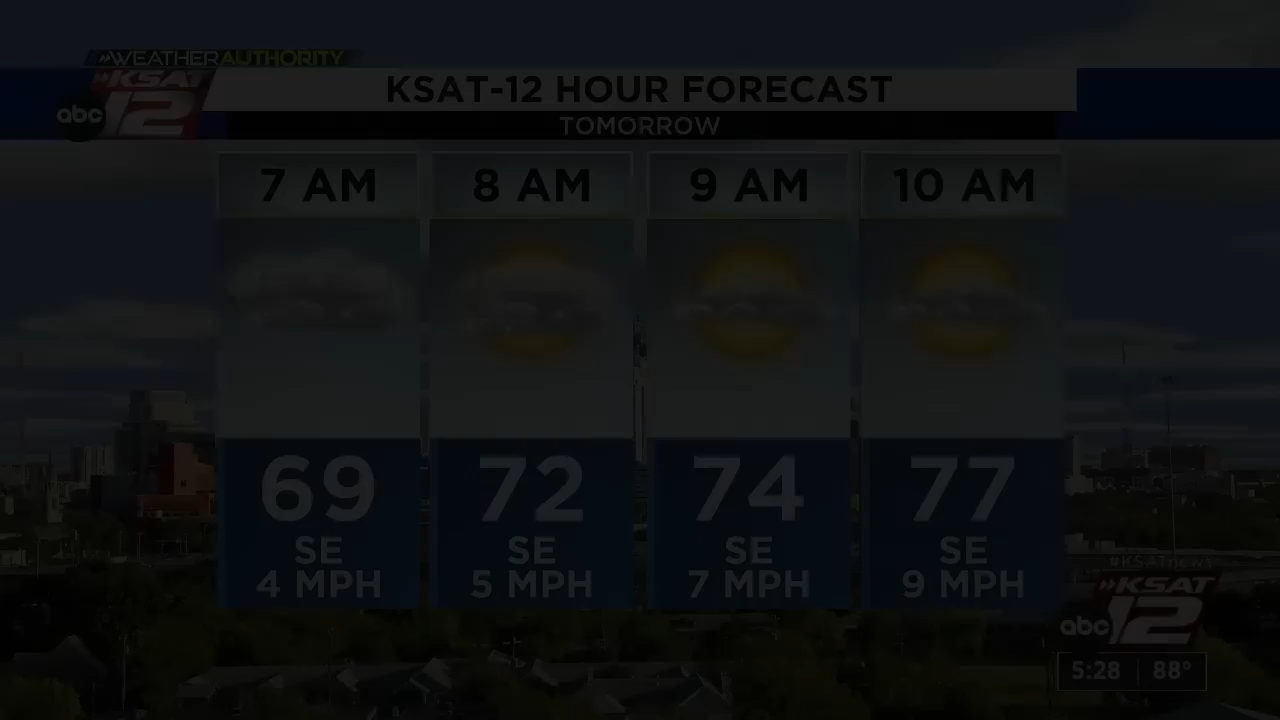 »WEATHERAUTHORITY
»KSAT
abc 12
KSAT-12 HOUR FORECAST
TOMORROW
7 AM 8 AM 9 AM 10 AM
69 72 74 77
SE SE SE SE
4 MPH 5 MPH 7 MPH 9 MPH
#KSATnews
»KSAT
abc 12
5:28 88°